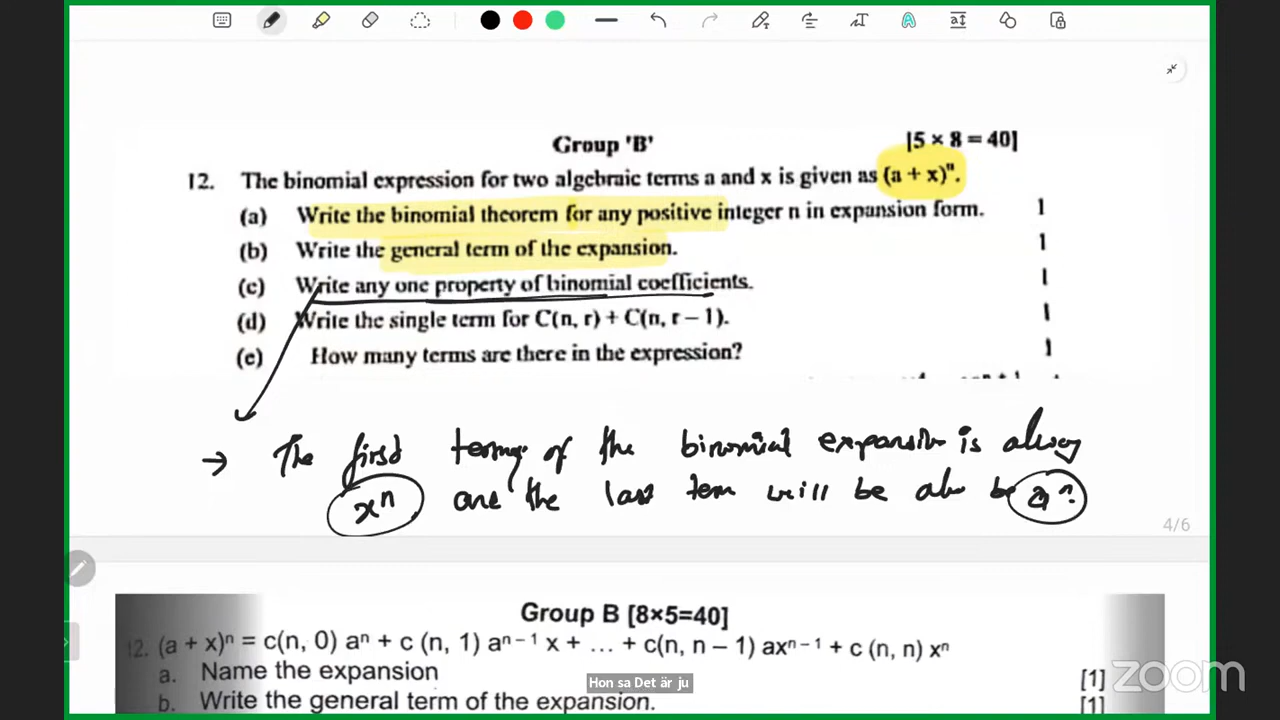 Group 'B'
[5 × 8 = 40]
12. The binomial expression for two algebraic terms a and x is given as (a + x)ⁿ.
(a) Write the binomial theorem for any positive integer n in expansion form. 1
(b) Write the general term of the expansion. 1
(c) Write any one property of binomial coefficients. 1
(d) Write the single term for C(n, r) + C(n, r – 1). 1
(e) How many terms are there in the expression? 1
→ The first terms of the binomial expansion is always
xⁿ and the last term will be also be aⁿ.
4/6
Group B [8×5=40]
12. (a + x)ⁿ = c(n, 0) aⁿ + c (n, 1) aⁿ⁻¹ x + … + c(n, n – 1) axⁿ⁻¹ + c (n, n) xⁿ
a. Name the expansion [1]
b. Write the general term of the expansion. [1]
Hon sa Det är ju
zoom